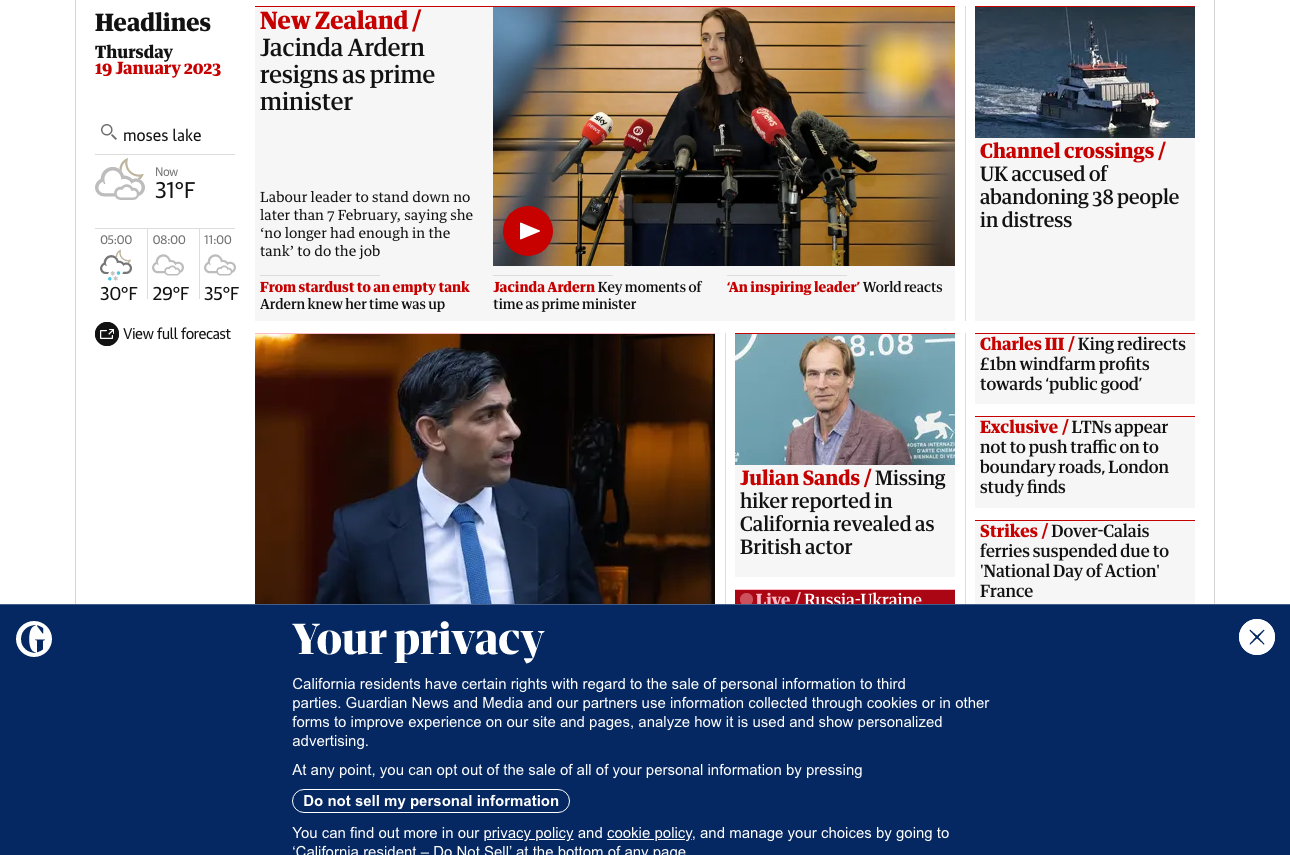 Headlines
Thursday
19 January 2023
moses lake
Now
31°F
05:00
30°F
08:00
29°F
11:00
35°F
View full forecast
New Zealand /
Jacinda Ardern
resigns as prime
minister
Labour leader to stand down no
later than 7 February, saying she
‘no longer had enough in the
tank’ to do the job
sky
news
From stardust to an empty tank
Ardern knew her time was up
Jacinda Ardern Key moments of
time as prime minister
‘An inspiring leader’ World reacts
Channel crossings /
UK accused of
abandoning 38 people
in distress
8.08
Julian Sands / Missing
hiker reported in
California revealed as
British actor
Live / Russia-Ukraine
Charles III / King redirects
£1bn windfarm profits
towards ‘public good’
Exclusive / LTNs appear
not to push traffic on to
boundary roads, London
study finds
Strikes / Dover-Calais
ferries suspended due to
'National Day of Action'
France
G
Your privacy
California residents have certain rights with regard to the sale of personal information to third
parties. Guardian News and Media and our partners use information collected through cookies or in other
forms to improve experience on our site and pages, analyze how it is used and show personalized
advertising.
At any point, you can opt out of the sale of all of your personal information by pressing
Do not sell my personal information
You can find out more in our privacy policy and cookie policy, and manage your choices by going to
‘California resident – Do Not Sell’ at the bottom of any page.